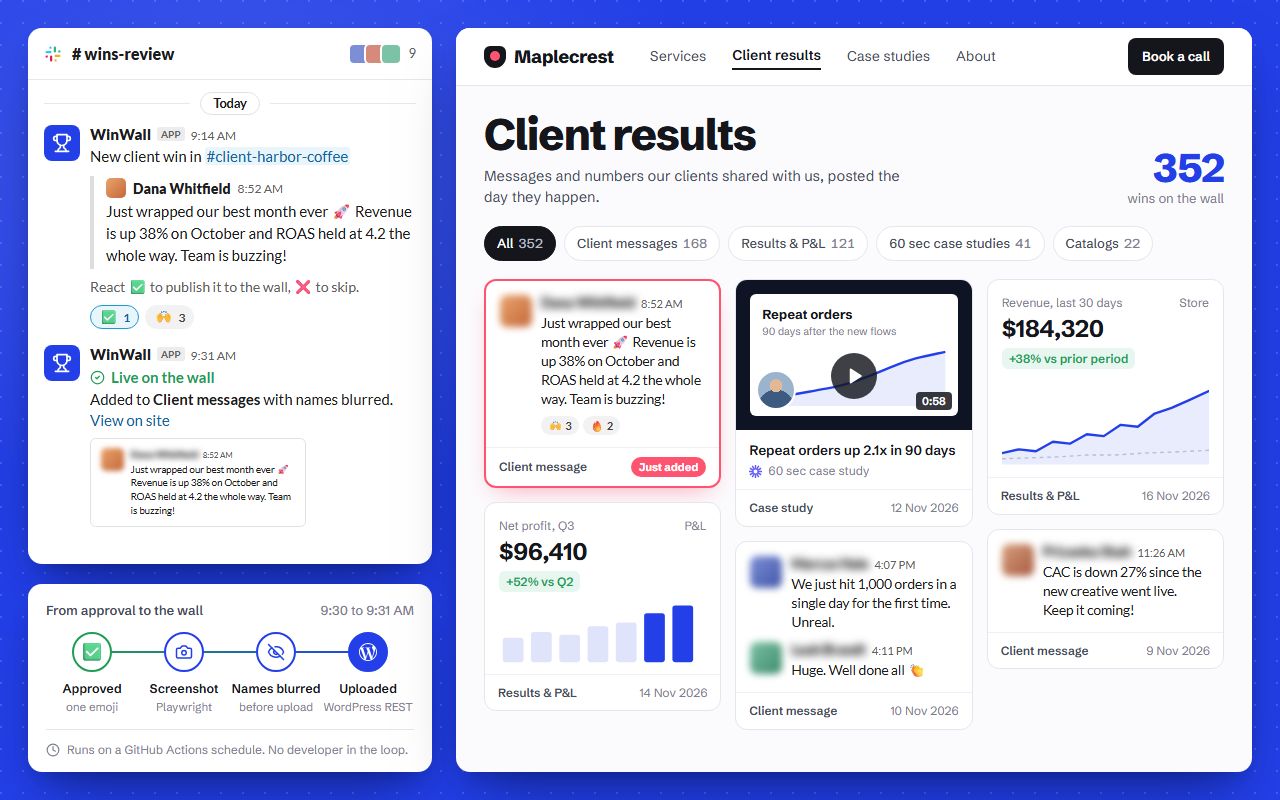 # wins-review
9
Today
WinWall APP 9:14 AM
New client win in #client-harbor-coffee
Dana Whitfield 8:52 AM
Just wrapped our best month ever 🚀 Revenue
is up 38% on October and ROAS held at 4.2 the
whole way. Team is buzzing!
React ✅ to publish it to the wall, ❌ to skip.
✅ 1 🙌 3
WinWall APP 9:31 AM
Live on the wall
Added to Client messages with names blurred.
View on site
8:52 AM
Just wrapped our best month ever 🚀
Revenue is up 38% on October and
ROAS held at 4.2 the whole way. Team
is buzzing!
From approval to the wall
9:30 to 9:31 AM
Approved
one emoji
Screenshot
Playwright
Names blurred
before upload
Uploaded
WordPress REST
Runs on a GitHub Actions schedule. No developer in the loop.
Maplecrest
Services
Client results
Case studies
About
Book a call
Client results
Messages and numbers our clients shared with us, posted the
day they happen.
352
wins on the wall
All 352
Client messages 168
Results & P&L 121
60 sec case studies 41
Catalogs 22
8:52 AM
Just wrapped our best
month ever 🚀 Revenue is
up 38% on October and
ROAS held at 4.2 the whole
way. Team is buzzing!
🙌 3 🔥 2
Client message
Just added
Net profit, Q3
P&L
$96,410
+52% vs Q2
Results & P&L
14 Nov 2026
Repeat orders
90 days after the new flows
0:58
Repeat orders up 2.1x in 90 days
60 sec case study
Case study
12 Nov 2026
4:07 PM
We just hit 1,000 orders in a
single day for the first time.
Unreal.
4:11 PM
Huge. Well done all 👏
Client message
10 Nov 2026
Revenue, last 30 days
Store
$184,320
+38% vs prior period
Results & P&L
16 Nov 2026
11:26 AM
CAC is down 27% since the
new creative went live.
Keep it coming!
Client message
9 Nov 2026